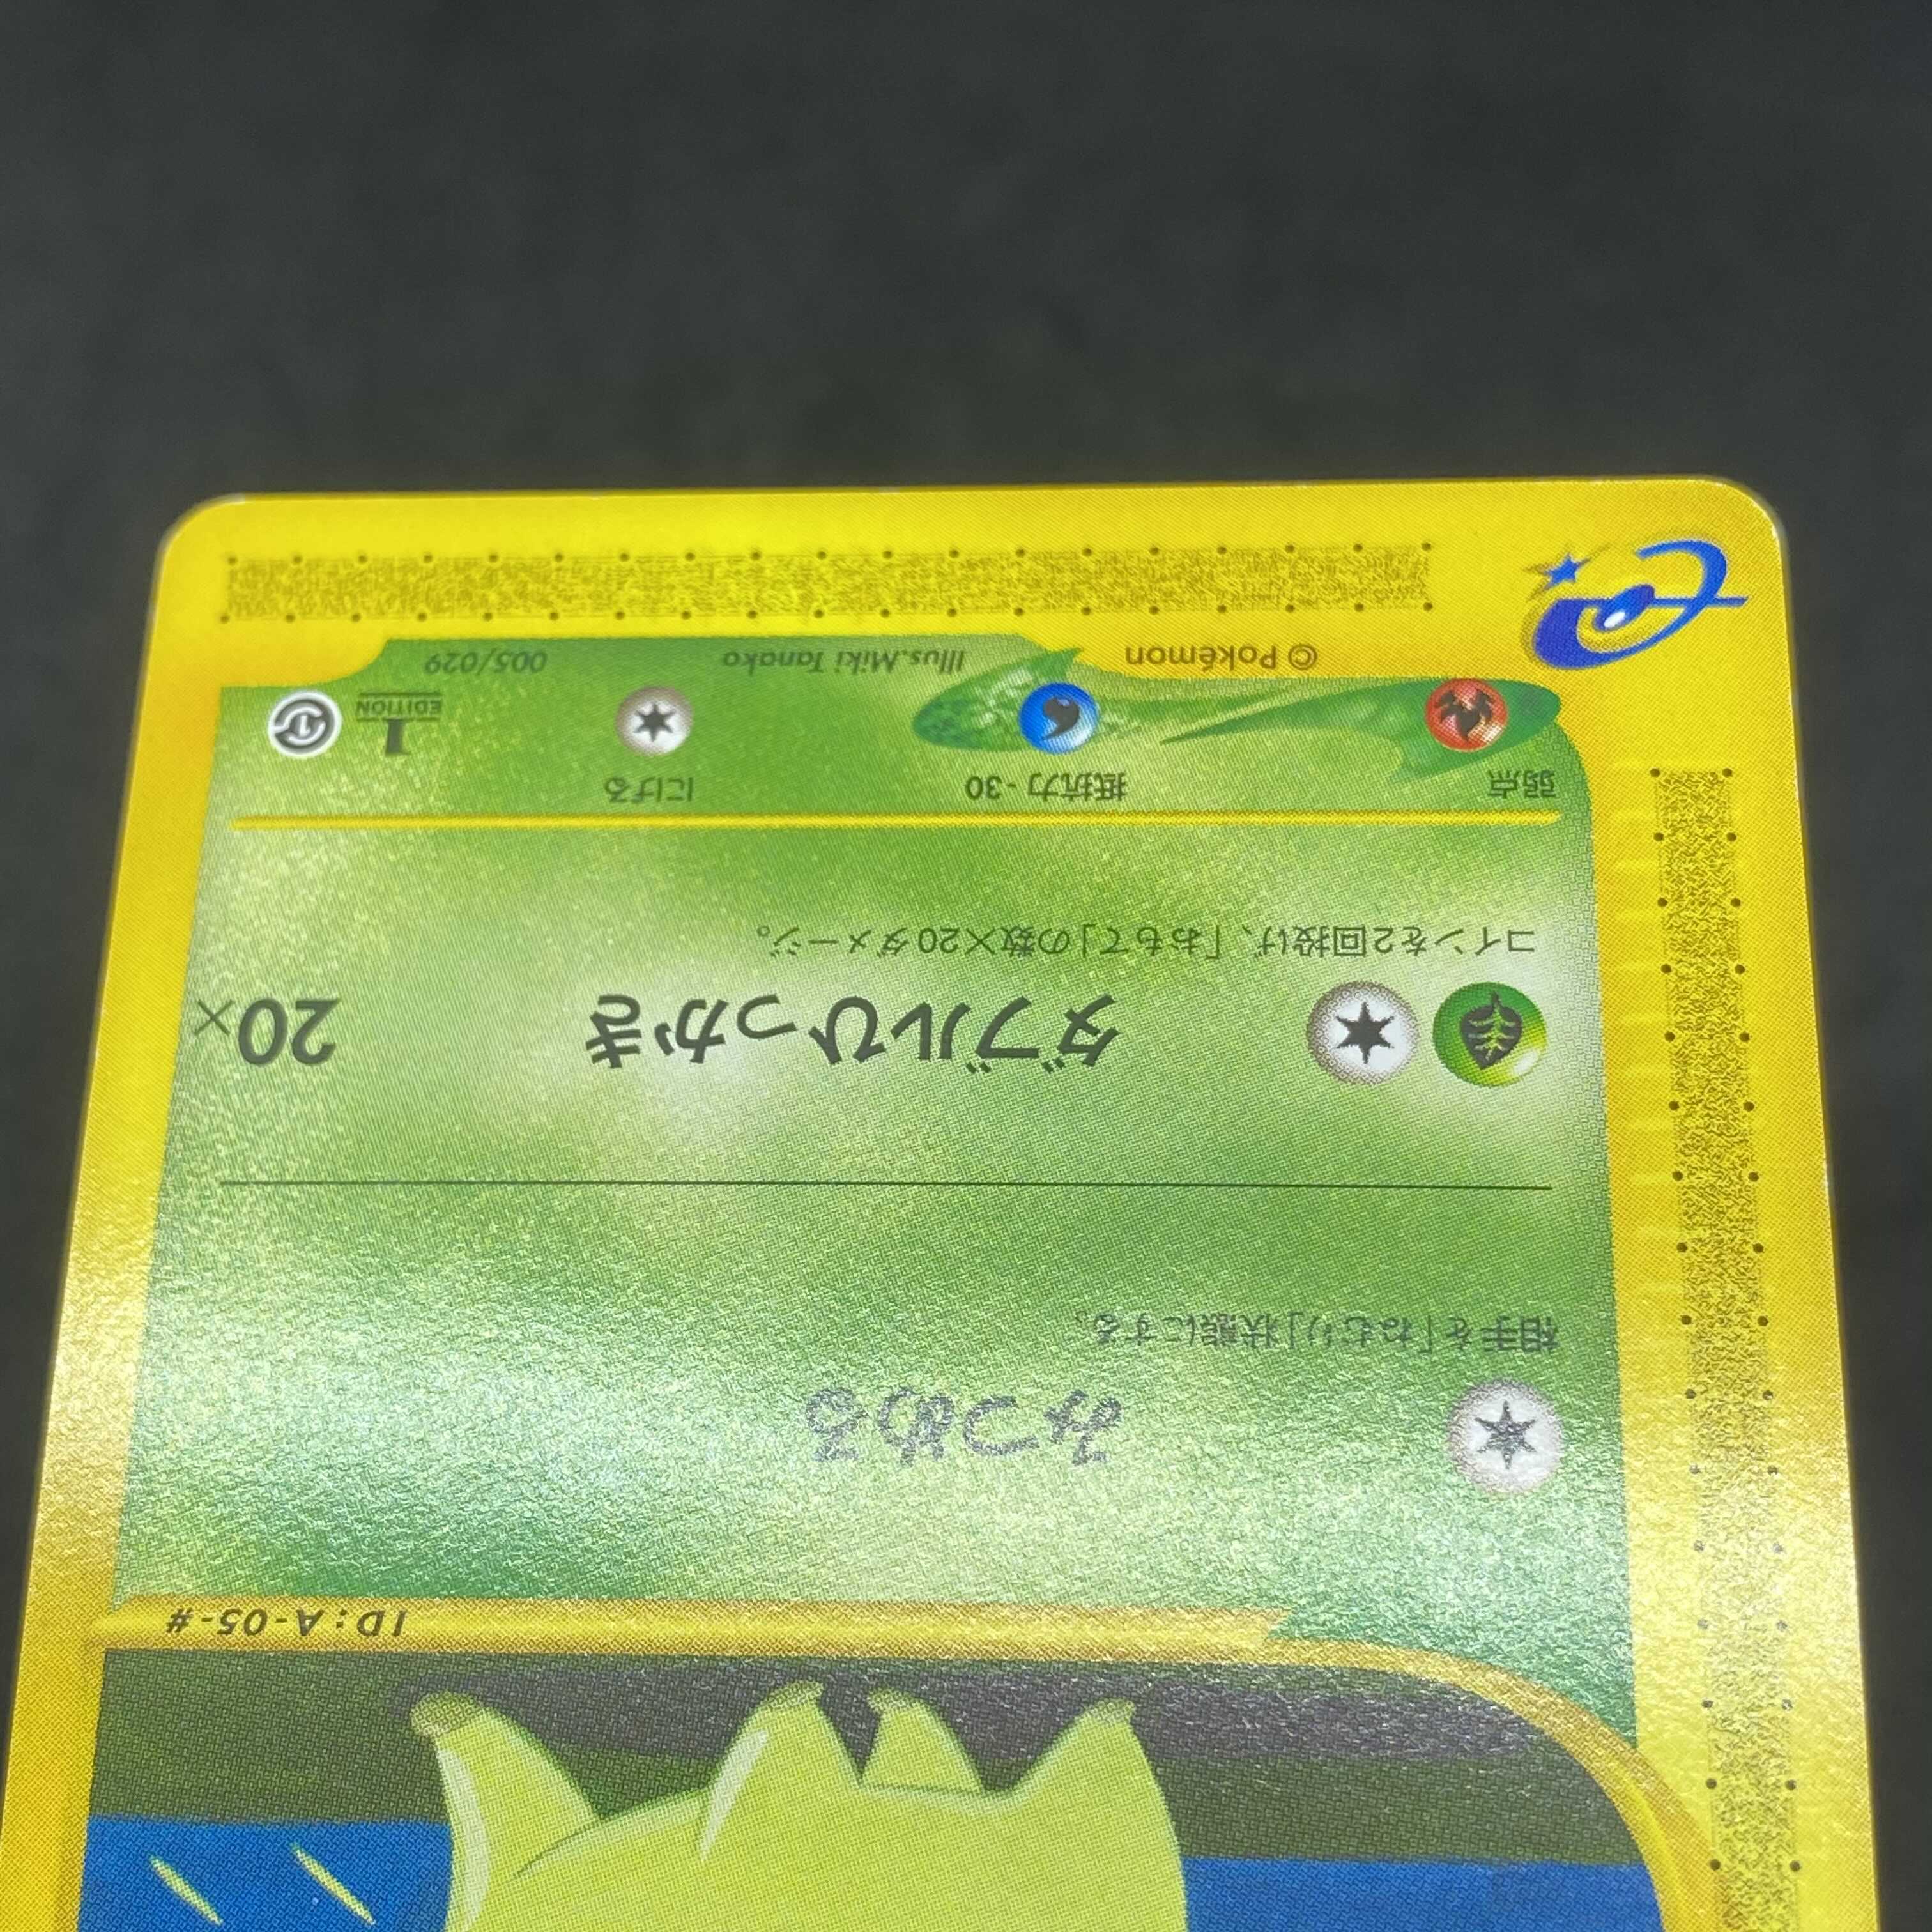 ID:A-05-#
みつめる
相手を「ねむり」状態にする。
ダブルひっかき 20×
コインを2回投げ、「おもて」の数×20ダメージ。
弱点 抵抗力-30 にげる 1 EDITION
©Pokémon Illus.Miki Tanaka 005/029